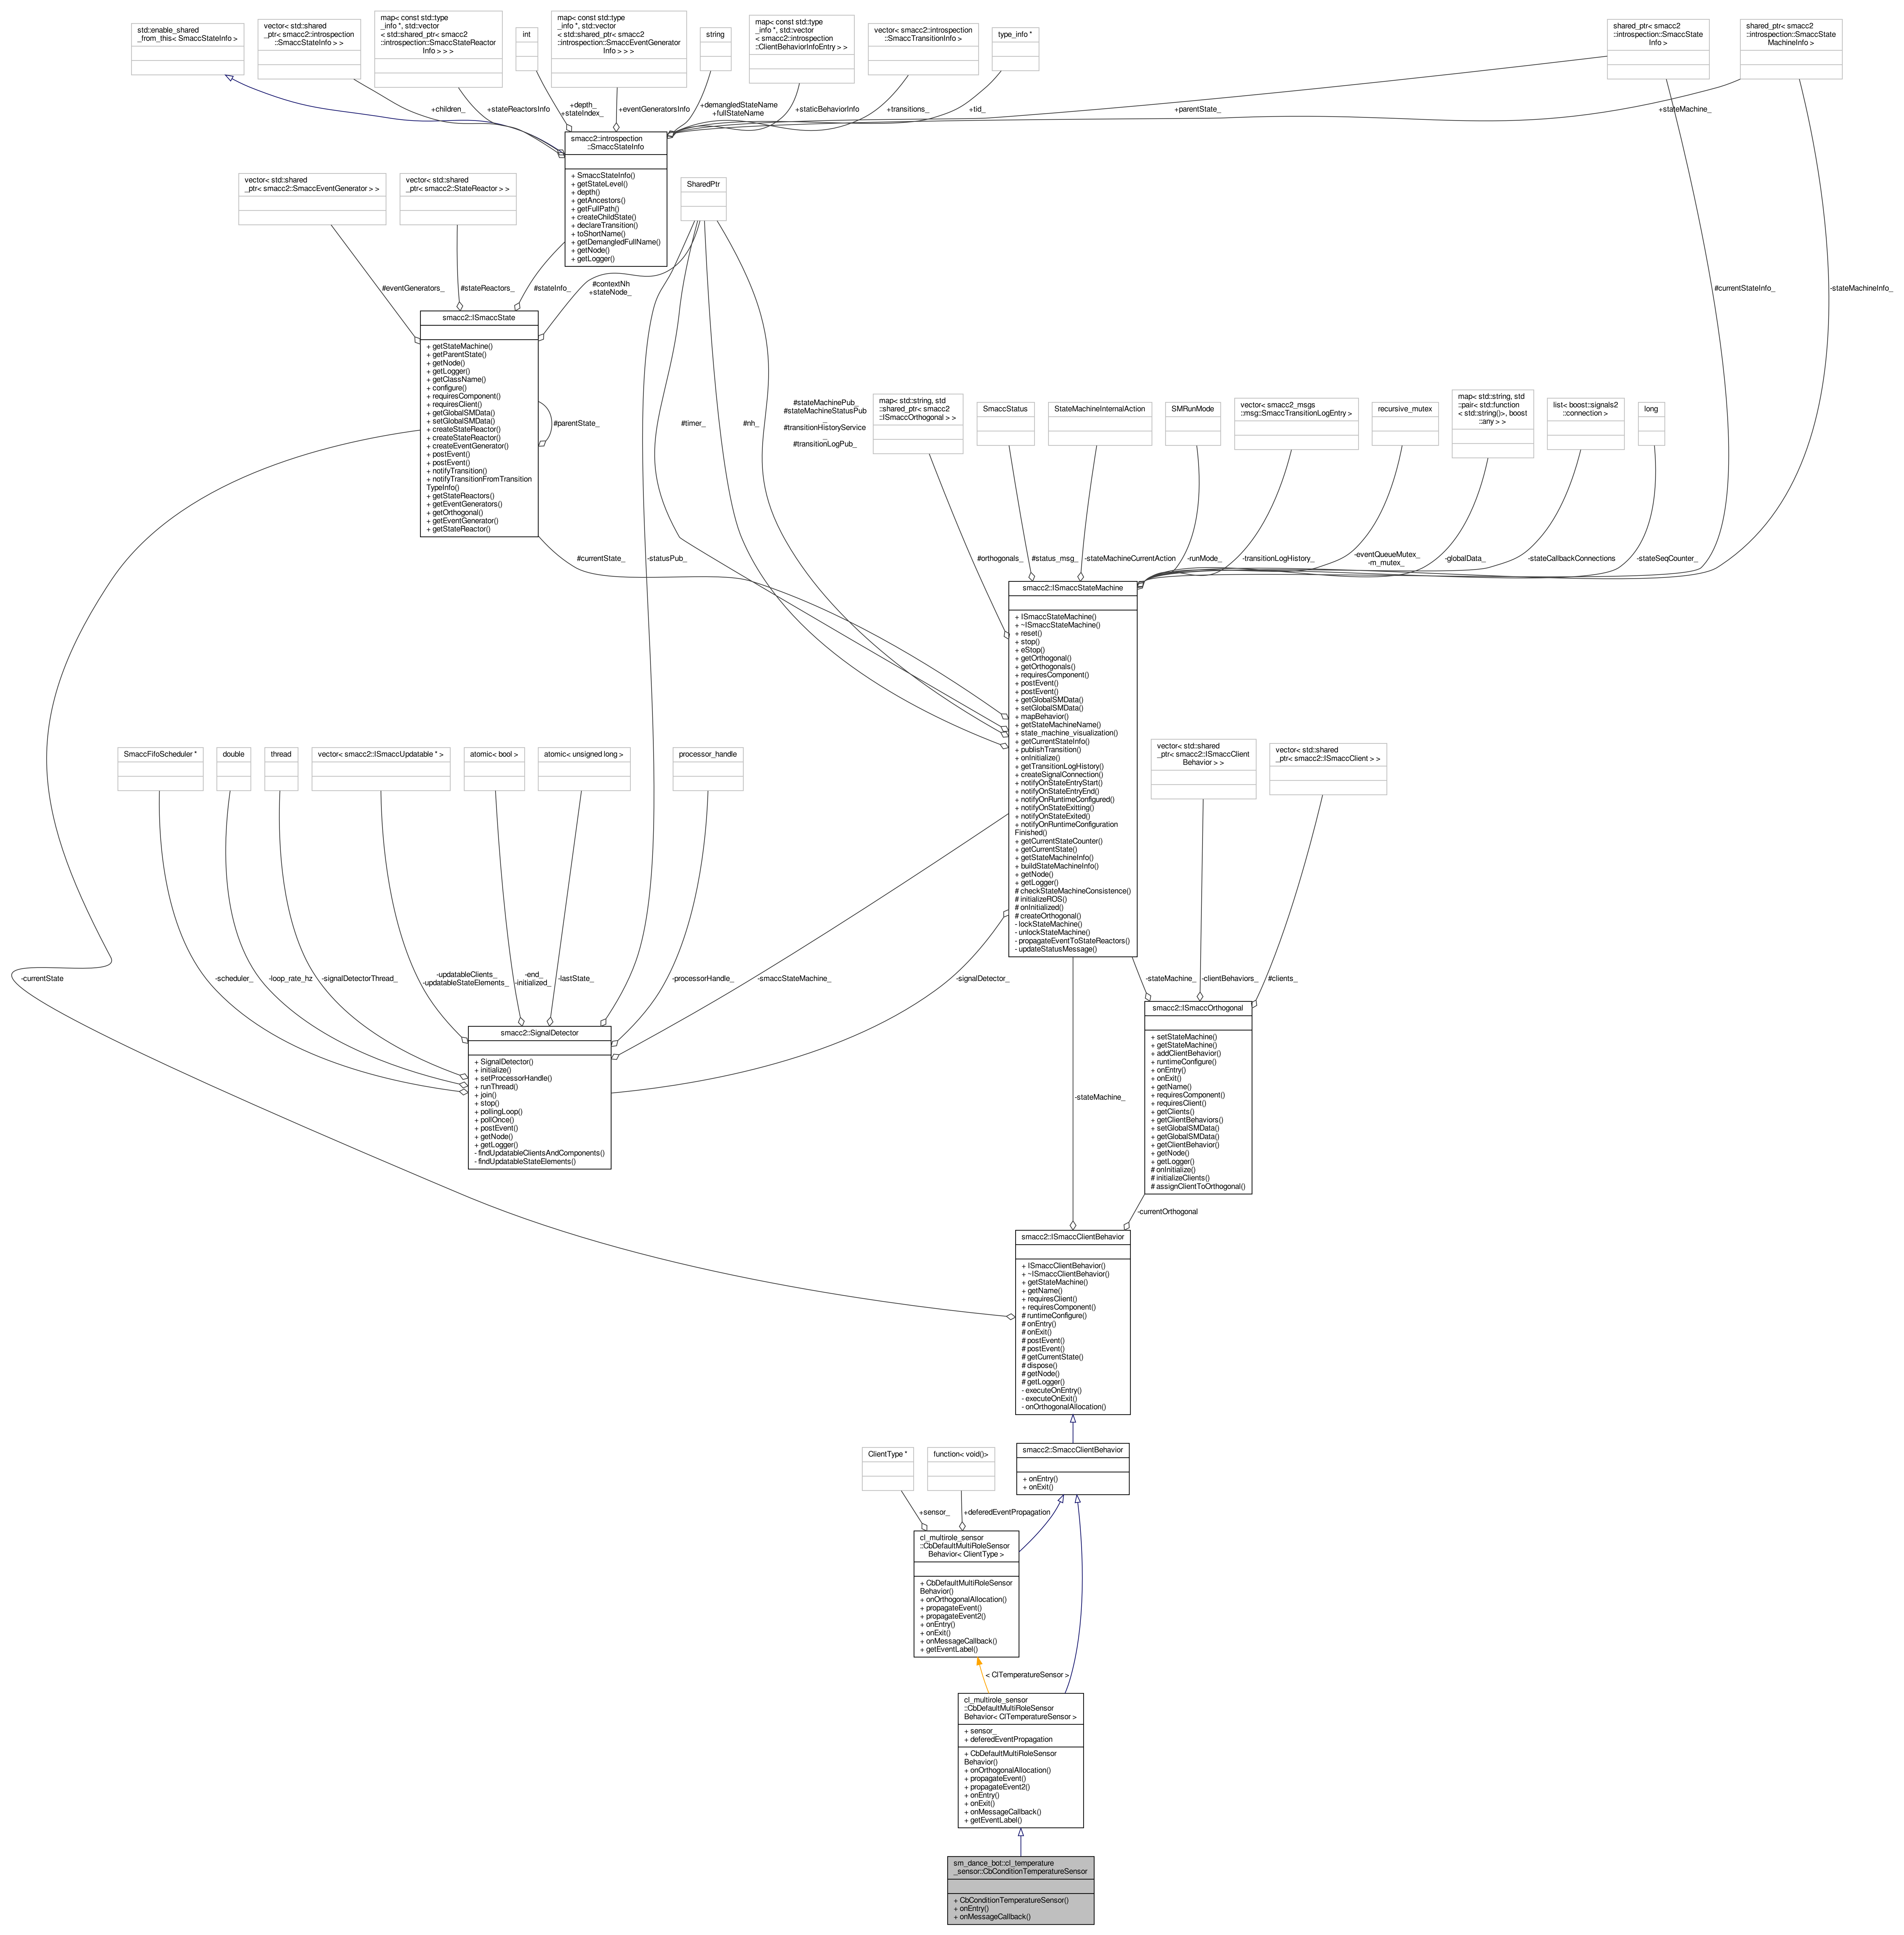 std::enable_shared
_from_this< SmaccStateInfo >
vector< std::shared
_ptr< smacc2::introspection
::SmaccStateInfo > >
map< const std::type
_info *, std::vector
< std::shared_ptr< smacc2
::introspection::SmaccStateReactor
Info > > >
int
map< const std::type
_info *, std::vector
< std::shared_ptr< smacc2
::introspection::SmaccEventGenerator
Info > > >
string
map< const std::type
_info *, std::vector
< smacc2::introspection
::ClientBehaviorInfoEntry > >
vector< smacc2::introspection
::SmaccTransitionInfo >
type_info *
shared_ptr< smacc2
::introspection::SmaccState
Info >
shared_ptr< smacc2
::introspection::SmaccState
MachineInfo >
+children_
+stateReactorsInfo
+depth_
+stateIndex_
+eventGeneratorsInfo
+demangledStateName
+fullStateName
+staticBehaviorInfo
+transitions_
+tid_
+parentState_
+stateMachine_
smacc2::introspection
::SmaccStateInfo
+ SmaccStateInfo()
+ getStateLevel()
+ depth()
+ getAncestors()
+ getFullPath()
+ createChildState()
+ declareTransition()
+ toShortName()
+ getDemangledFullName()
+ getNode()
+ getLogger()
vector< std::shared
_ptr< smacc2::SmaccEventGenerator > >
vector< std::shared
_ptr< smacc2::StateReactor > >
SharedPtr
#eventGenerators_
#stateReactors_
#stateInfo_
#contextNh
+stateNode_
#currentStateInfo_
-stateMachineInfo_
smacc2::ISmaccState
+ getStateMachine()
+ getParentState()
+ getNode()
+ getLogger()
+ getClassName()
+ configure()
+ requiresComponent()
+ requiresClient()
+ getGlobalSMData()
+ setGlobalSMData()
+ createStateReactor()
+ createStateReactor()
+ createEventGenerator()
+ postEvent()
+ postEvent()
+ notifyTransition()
+ notifyTransitionFromTransition
TypeInfo()
+ getStateReactors()
+ getEventGenerators()
+ getOrthogonal()
+ getEventGenerator()
+ getStateReactor()
#parentState_
#timer_
#nh_
#stateMachinePub_
#stateMachineStatusPub
_
#transitionHistoryService
_
#transitionLogPub_
map< std::string, std
::shared_ptr< smacc2
::ISmaccOrthogonal > >
SmaccStatus
StateMachineInternalAction
SMRunMode
vector< smacc2_msgs
::msg::SmaccTransitionLogEntry >
recursive_mutex
map< std::string, std
::pair< std::function
< std::string()>, boost
::any > >
list< boost::signals2
::connection >
long
#currentState_
-statusPub_
#orthogonals_
#status_msg_
-stateMachineCurrentAction
-runMode_
-transitionLogHistory_
-eventQueueMutex_
-m_mutex_
-globalData_
-stateCallbackConnections
-stateSeqCounter_
smacc2::ISmaccStateMachine
+ ISmaccStateMachine()
+ ~ISmaccStateMachine()
+ reset()
+ stop()
+ eStop()
+ getOrthogonal()
+ getOrthogonals()
+ requiresComponent()
+ postEvent()
+ postEvent()
+ getGlobalSMData()
+ setGlobalSMData()
+ mapBehavior()
+ getStateMachineName()
+ state_machine_visualization()
+ getCurrentStateInfo()
+ publishTransition()
+ onInitialize()
+ getTransitionLogHistory()
+ createSignalConnection()
+ notifyOnStateEntryStart()
+ notifyOnStateEntryEnd()
+ notifyOnRuntimeConfigured()
+ notifyOnStateExitting()
+ notifyOnStateExited()
+ notifyOnRuntimeConfiguration
Finished()
+ getCurrentStateCounter()
+ getCurrentState()
+ getStateMachineInfo()
+ buildStateMachineInfo()
+ getNode()
+ getLogger()
# checkStateMachineConsistence()
# initializeROS()
# onInitialized()
# createOrthogonal()
- lockStateMachine()
- unlockStateMachine()
- propagateEventToStateReactors()
- updateStatusMessage()
SmaccFifoScheduler *
double
thread
vector< smacc2::ISmaccUpdatable * >
atomic< bool >
atomic< unsigned long >
processor_handle
vector< std::shared
_ptr< smacc2::ISmaccClient
Behavior > >
vector< std::shared
_ptr< smacc2::ISmaccClient > >
-currentState
-scheduler_
-loop_rate_hz
-signalDetectorThread_
-updatableClients_
-updatableStateElements_
-end_
-initialized_
-lastState_
-processorHandle_
-smaccStateMachine_
-signalDetector_
-stateMachine_
-clientBehaviors_
#clients_
smacc2::SignalDetector
+ SignalDetector()
+ initialize()
+ setProcessorHandle()
+ runThread()
+ join()
+ stop()
+ pollingLoop()
+ pollOnce()
+ postEvent()
+ getNode()
+ getLogger()
- findUpdatableClientsAndComponents()
- findUpdatableStateElements()
-stateMachine_
smacc2::ISmaccOrthogonal
+ setStateMachine()
+ getStateMachine()
+ addClientBehavior()
+ runtimeConfigure()
+ onEntry()
+ onExit()
+ getName()
+ requiresComponent()
+ requiresClient()
+ getClients()
+ getClientBehaviors()
+ setGlobalSMData()
+ getGlobalSMData()
+ getClientBehavior()
+ getNode()
+ getLogger()
# onInitialize()
# initializeClients()
# assignClientToOrthogonal()
-currentOrthogonal
smacc2::ISmaccClientBehavior
+ ISmaccClientBehavior()
+ ~ISmaccClientBehavior()
+ getStateMachine()
+ getName()
+ requiresClient()
+ requiresComponent()
# runtimeConfigure()
# onEntry()
# onExit()
# postEvent()
# postEvent()
# getCurrentState()
# dispose()
# getNode()
# getLogger()
- executeOnEntry()
- executeOnExit()
- onOrthogonalAllocation()
ClientType *
function< void()>
smacc2::SmaccClientBehavior
+ onEntry()
+ onExit()
+sensor_
+deferedEventPropagation
cl_multirole_sensor
::CbDefaultMultiRoleSensor
Behavior< ClientType >
+ CbDefaultMultiRoleSensor
Behavior()
+ onOrthogonalAllocation()
+ propagateEvent()
+ propagateEvent2()
+ onEntry()
+ onExit()
+ onMessageCallback()
+ getEventLabel()
< ClTemperatureSensor >
cl_multirole_sensor
::CbDefaultMultiRoleSensor
Behavior< ClTemperatureSensor >
+ sensor_
+ deferedEventPropagation
+ CbDefaultMultiRoleSensor
Behavior()
+ onOrthogonalAllocation()
+ propagateEvent()
+ propagateEvent2()
+ onEntry()
+ onExit()
+ onMessageCallback()
+ getEventLabel()
sm_dance_bot::cl_temperature
_sensor::CbConditionTemperatureSensor
+ CbConditionTemperatureSensor()
+ onEntry()
+ onMessageCallback()